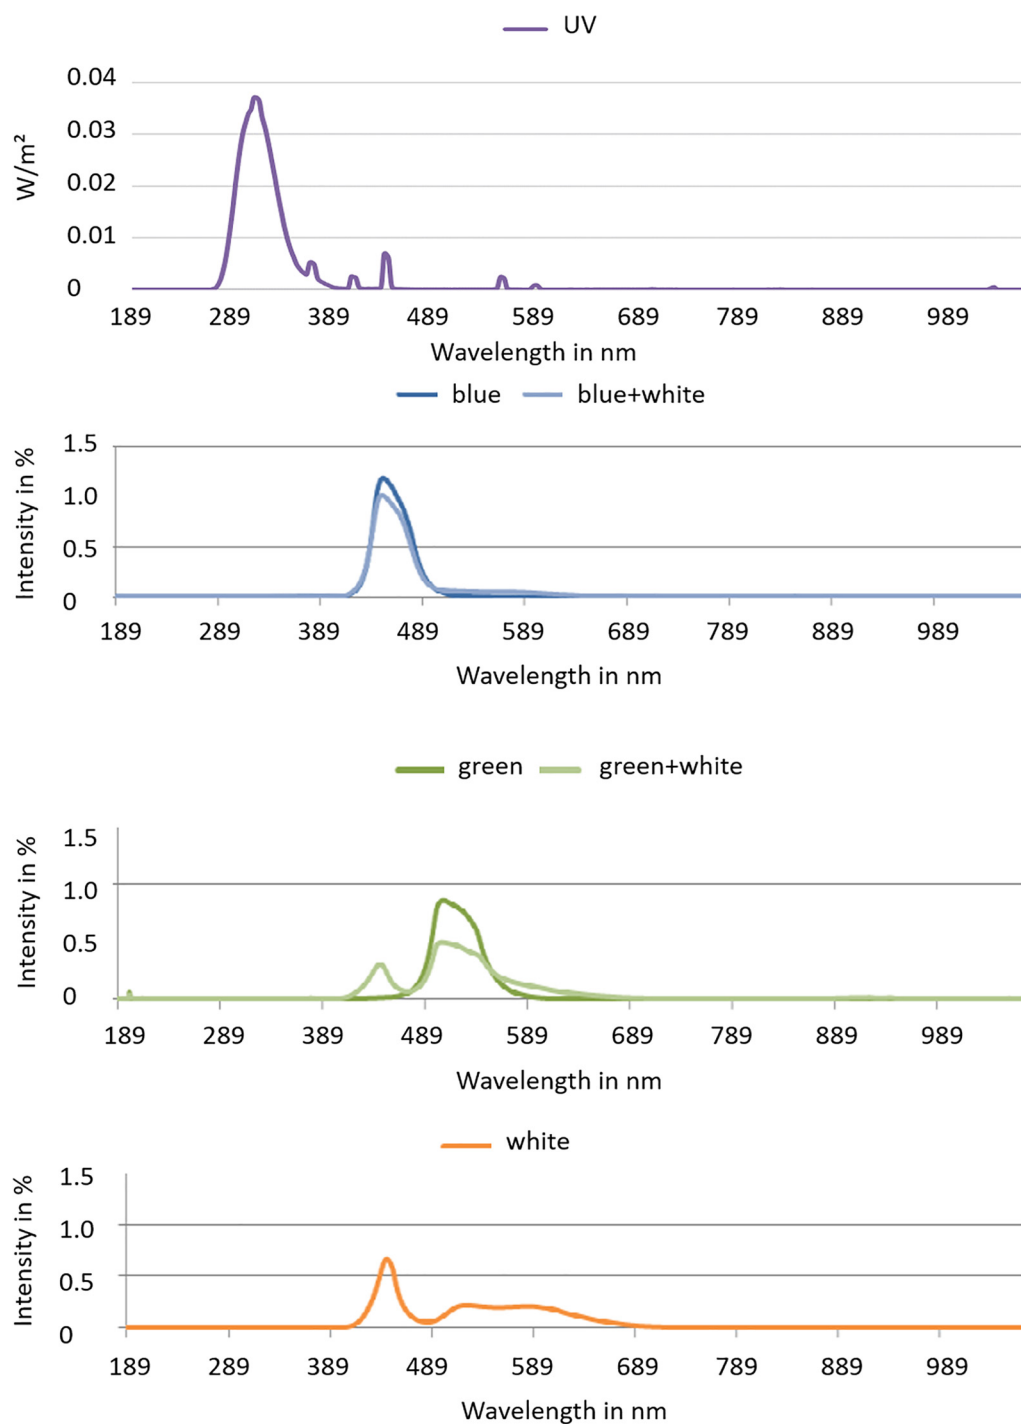 UV
0.04
0.03
0.02
0.01
0
W/m²
189 289 389 489 589 689 789 889 989
Wavelength in nm
blue blue+white
1.5
1.0
0.5
0
Intensity in %
189 289 389 489 589 689 789 889 989
Wavelength in nm
green green+white
1.5
1.0
0.5
0
Intensity in %
189 289 389 489 589 689 789 889 989
Wavelength in nm
white
1.5
1.0
0.5
0
Intensity in %
189 289 389 489 589 689 789 889 989
Wavelength in nm